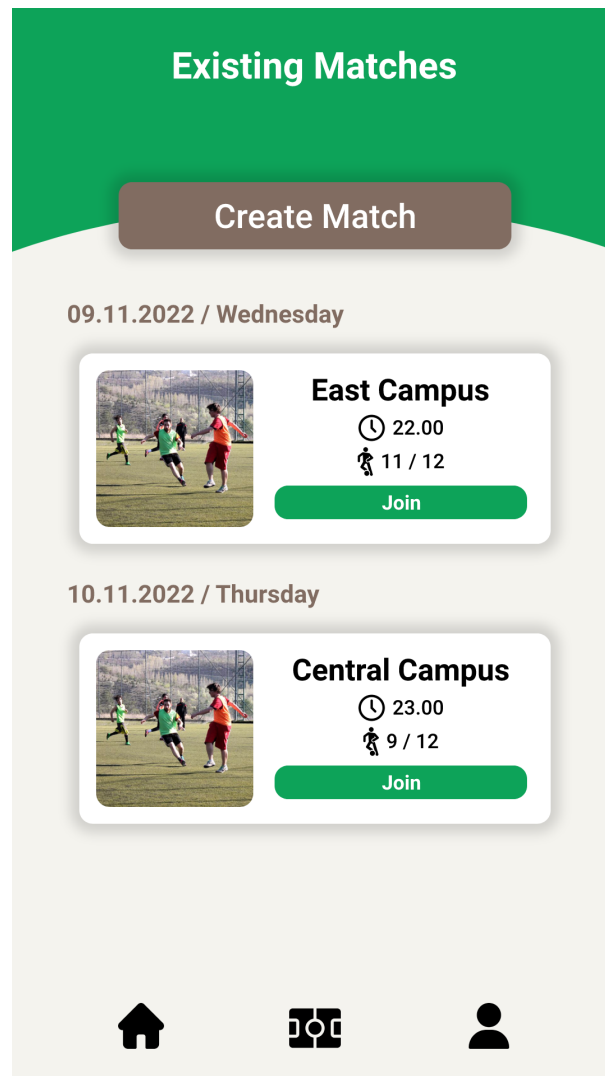 Existing Matches
Create Match
09.11.2022 / Wednesday
East Campus
22.00
11 / 12
Join
10.11.2022 / Thursday
Central Campus
23.00
9 / 12
Join